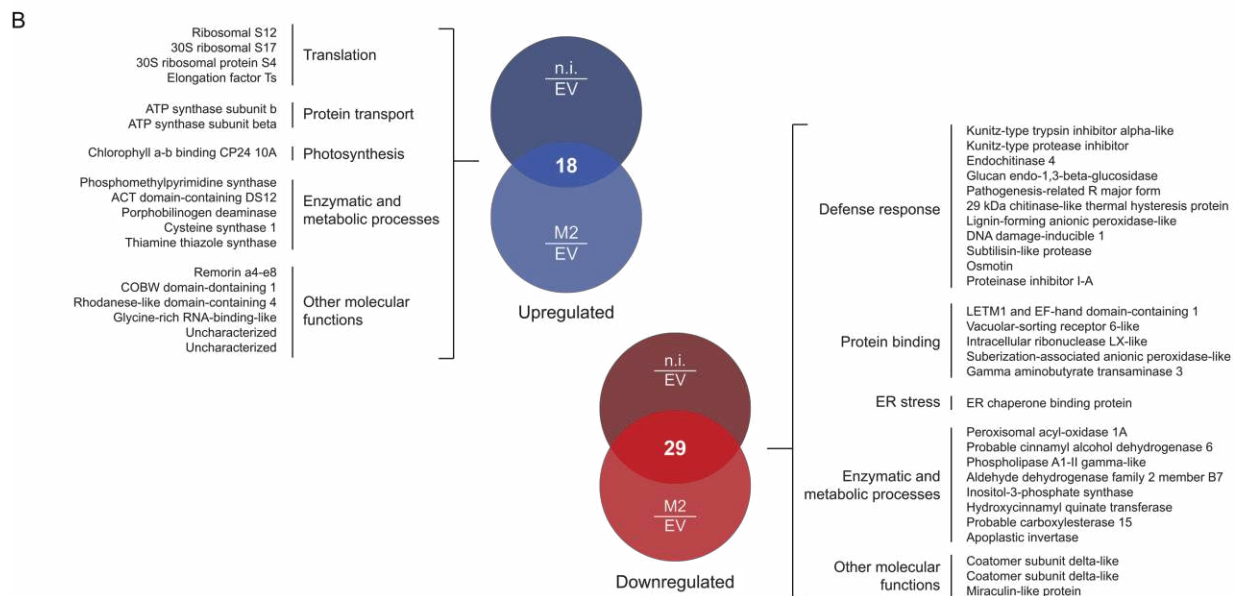 B
Ribosomal S12
30S ribosomal S17
30S ribosomal protein S4
Elongation factor Ts
Translation
ATP synthase subunit b
ATP synthase subunit beta
Protein transport
Chlorophyll a-b binding CP24 10A
Photosynthesis
Phosphomethylpyrimidine synthase
ACT domain-containing DS12
Porphobilinogen deaminase
Cysteine synthase 1
Thiamine thiazole synthase
Enzymatic and
metabolic processes
Remorin a4-e8
COBW domain-dontaining 1
Rhodanese-like domain-containing 4
Glycine-rich RNA-binding-like
Uncharacterized
Uncharacterized
Other molecular
functions
n.i.
EV
18
M2
EV
Upregulated
n.i.
EV
29
M2
EV
Downregulated
Defense response
Kunitz-type trypsin inhibitor alpha-like
Kunitz-type protease inhibitor
Endochitinase 4
Glucan endo-1,3-beta-glucosidase
Pathogenesis-related R major form
29 kDa chitinase-like thermal hysteresis protein
Lignin-forming anionic peroxidase-like
DNA damage-inducible 1
Subtilisin-like protease
Osmotin
Proteinase inhibitor I-A
Protein binding
LETM1 and EF-hand domain-containing 1
Vacuolar-sorting receptor 6-like
Intracellular ribonuclease LX-like
Suberization-associated anionic peroxidase-like
Gamma aminobutyrate transaminase 3
ER stress
ER chaperone binding protein
Enzymatic and
metabolic processes
Peroxisomal acyl-oxidase 1A
Probable cinnamyl alcohol dehydrogenase 6
Phospholipase A1-II gamma-like
Aldehyde dehydrogenase family 2 member B7
Inositol-3-phosphate synthase
Hydroxycinnamyl quinate transferase
Probable carboxylesterase 15
Apoplastic invertase
Other molecular
functions
Coatomer subunit delta-like
Coatomer subunit delta-like
Miraculin-like protein